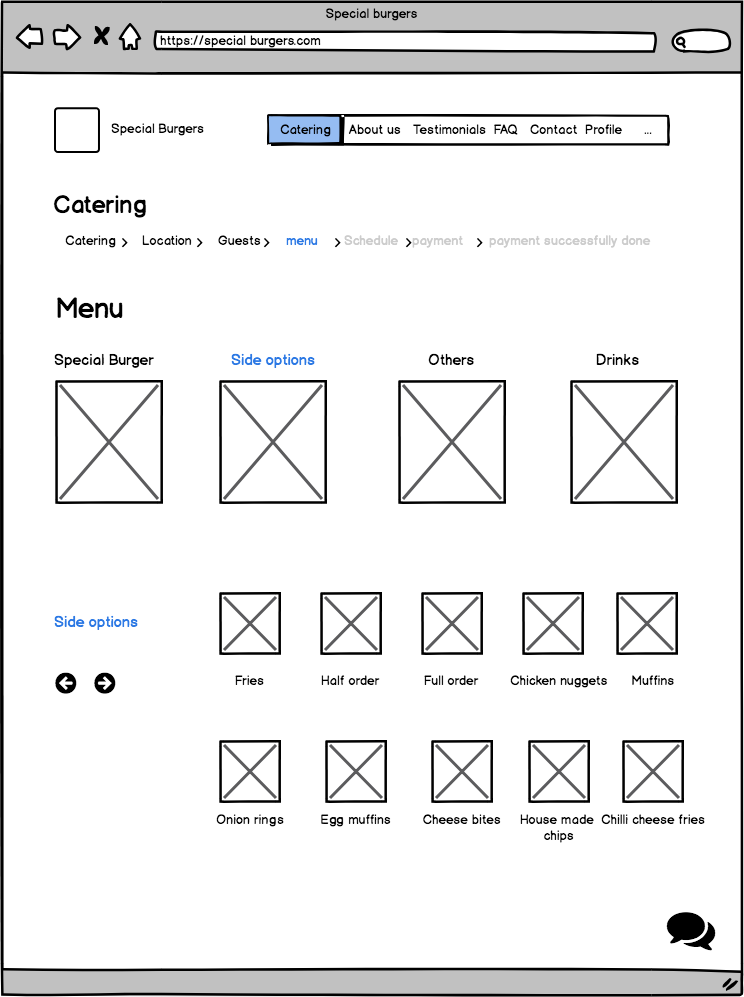 Special burgers
https://special burgers.com
Special Burgers
Catering About us Testimonials FAQ Contact Profile ...
Catering
Catering > Location > Guests > menu > Schedule > payment > payment successfully done
Menu
Special Burger Side options Others Drinks
Side options
Fries Half order Full order Chicken nuggets Muffins
Onion rings Egg muffins Cheese bites House made Chilli cheese fries
chips